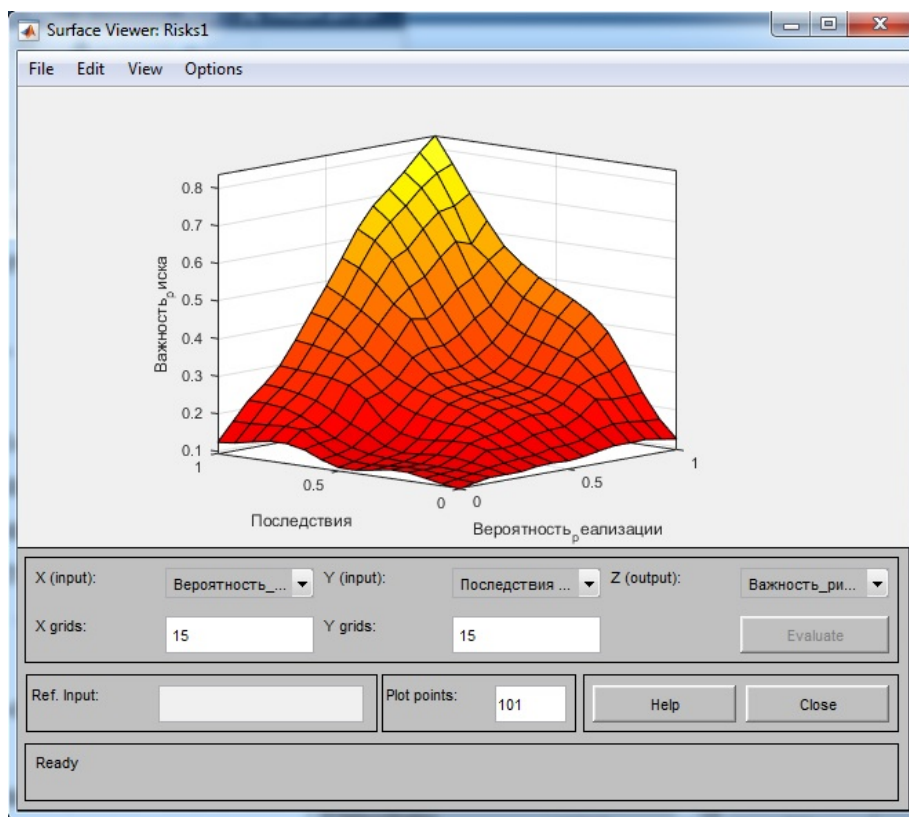 Surface Viewer: Risks1
File Edit View Options
0.8
0.7
0.6
0.5
0.4
0.3
0.2
0.1
Важность_риска
1
0.5
0
Последствия
0
0.5
1
Вероятность_реализации
X (input): Вероятность_... Y (input): Последствия ... Z (output): Важность_ри...
X grids: 15 Y grids: 15 Evaluate
Ref. Input: Plot points: 101 Help Close
Ready